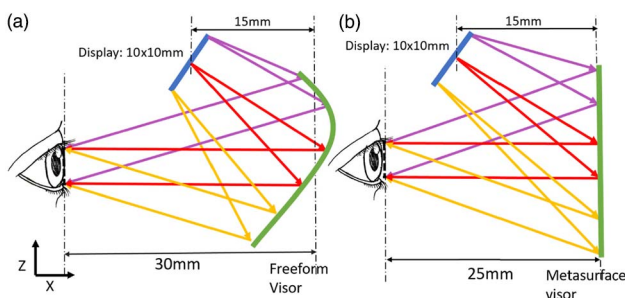 (a)
15mm
Display: 10x10mm
30mm
Freeform
Visor
Z
X
(b)
15mm
Display: 10x10mm
25mm
Metasurface
visor